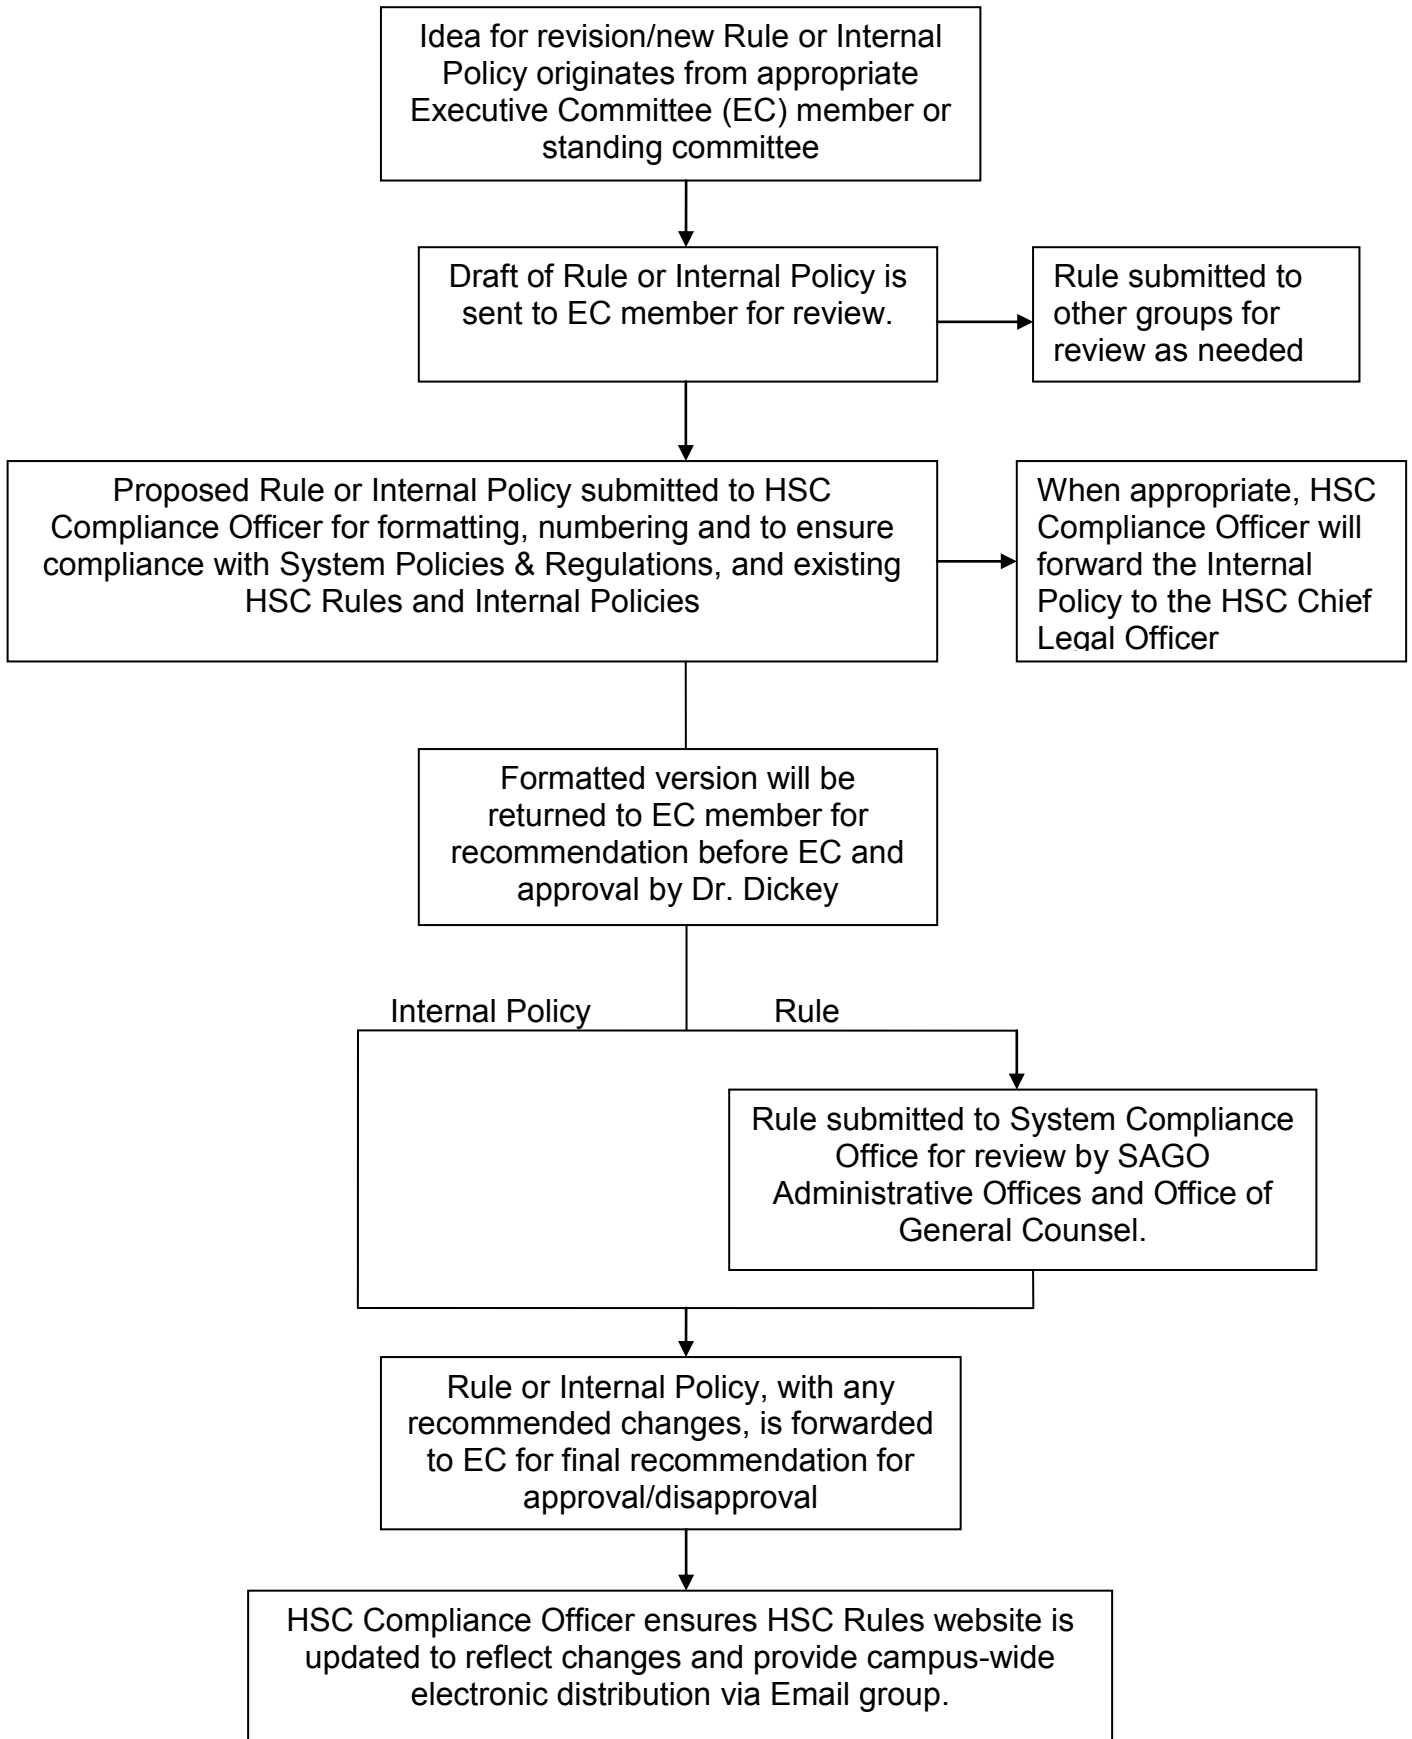 Idea for revision/new Rule or Internal
Policy originates from appropriate
Executive Committee (EC) member or
standing committee
Draft of Rule or Internal Policy is
sent to EC member for review.
Rule submitted to
other groups for
review as needed
Proposed Rule or Internal Policy submitted to HSC
Compliance Officer for formatting, numbering and to ensure
compliance with System Policies & Regulations, and existing
HSC Rules and Internal Policies
When appropriate, HSC
Compliance Officer will
forward the Internal
Policy to the HSC Chief
Legal Officer
Formatted version will be
returned to EC member for
recommendation before EC and
approval by Dr. Dickey
Internal Policy
Rule
Rule submitted to System Compliance
Office for review by SAGO
Administrative Offices and Office of
General Counsel.
Rule or Internal Policy, with any
recommended changes, is forwarded
to EC for final recommendation for
approval/disapproval
HSC Compliance Officer ensures HSC Rules website is
updated to reflect changes and provide campus-wide
electronic distribution via Email group.